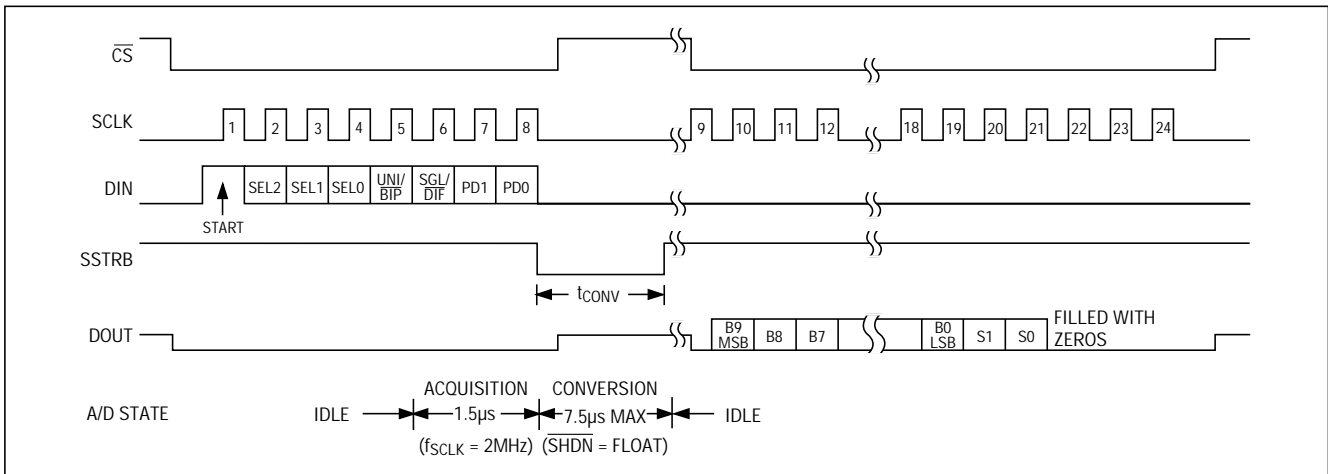 CS
SCLK
1 2 3 4 5 6 7 8 9 10 11 12 18 19 20 21 22 23 24
DIN
SEL2 SEL1 SEL0 UNI/ SGL/ PD1 PD0
BIP DIF
START
SSTRB
tCONV
DOUT
B9 B8 B7 B0 S1 S0 FILLED WITH
MSB LSB ZEROS
ACQUISITION CONVERSION
A/D STATE IDLE 1.5µs 7.5µs MAX IDLE
(fSCLK = 2MHz) (SHDN = FLOAT)